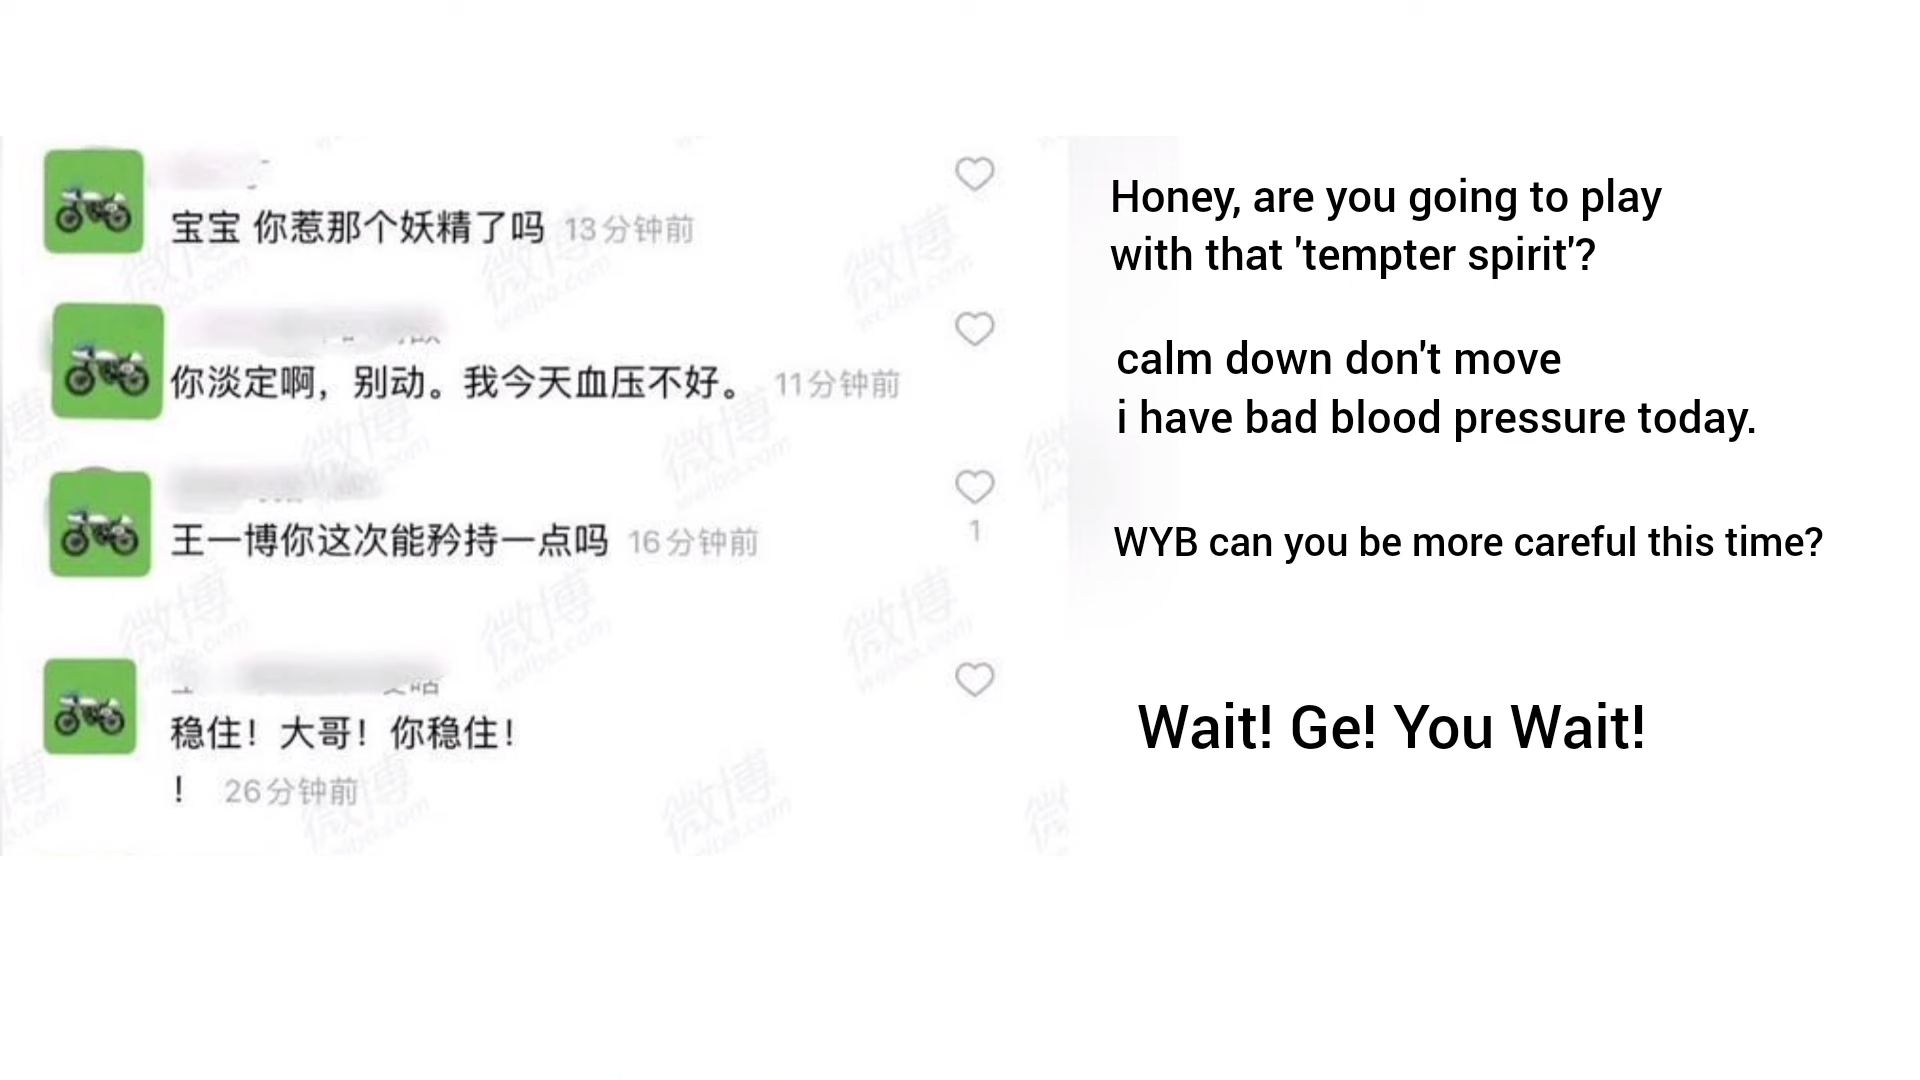 宝宝 你惹那个妖精了吗 13分钟前
你淡定啊，别动。我今天血压不好。 11分钟前
王一博你这次能矜持一点吗 16分钟前
1
稳住！大哥！你稳住！
！ 26分钟前
Honey, are you going to play
with that 'tempter spirit'?
calm down don't move
i have bad blood pressure today.
WYB can you be more careful this time?
Wait! Ge! You Wait!
微博
weibo.com